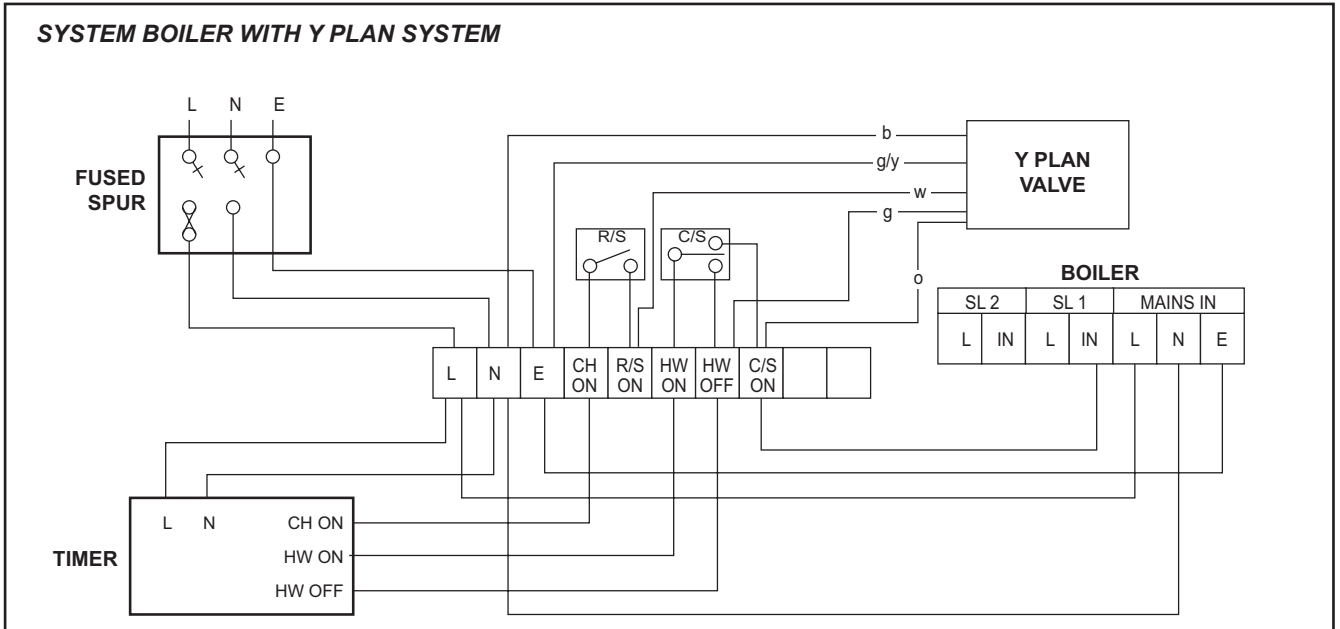 SYSTEM BOILER WITH Y PLAN SYSTEM
L N E
FUSED
SPUR
b
g/y
w
g
o
Y PLAN
VALVE
R/S
C/S
BOILER
SL 2 SL 1 MAINS IN
L IN L IN L N E
L N E CH ON R/S ON HW ON HW OFF C/S ON
TIMER
L N
CH ON
HW ON
HW OFF